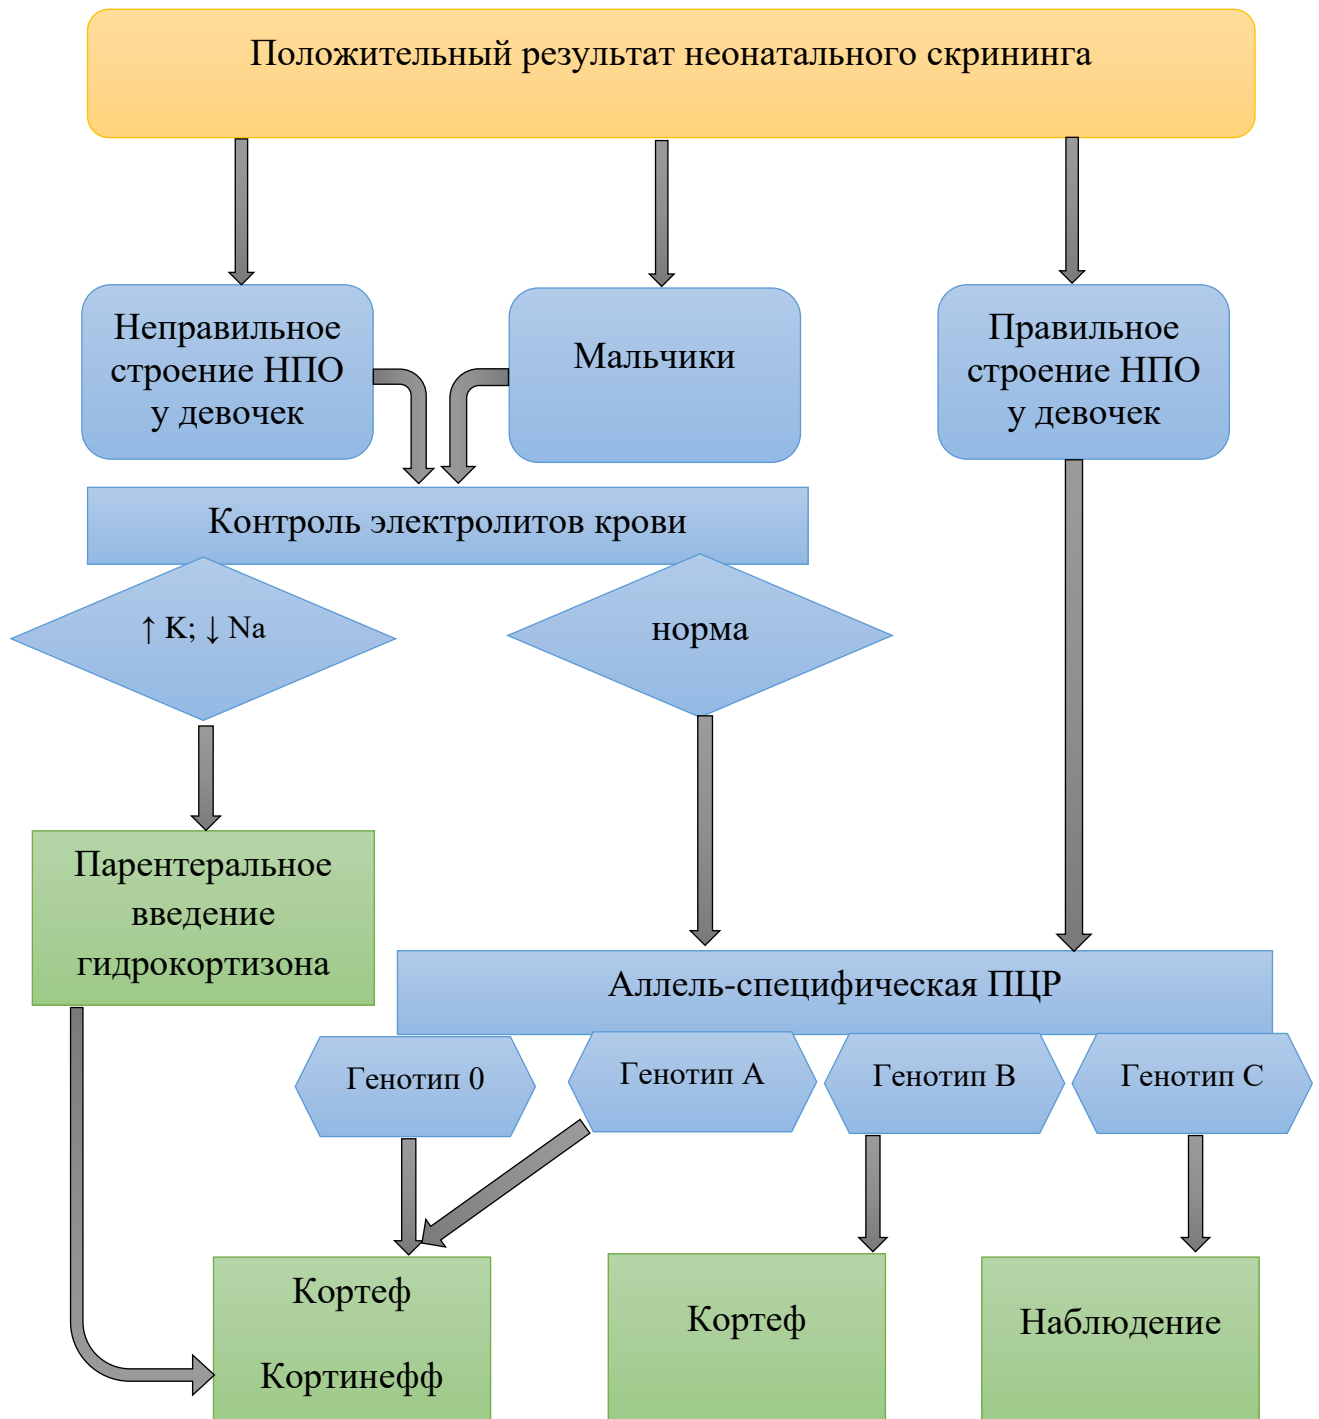 Положительный результат неонатального скрининга
Неправильное
строение НПО
у девочек
Мальчики
Правильное
строение НПО
у девочек
Контроль электролитов крови
↑ K; ↓ Na
норма
Парентеральное
введение
гидрокортизона
Аллель-специфическая ПЦР
Генотип 0
Генотип А
Генотип В
Генотип С
Кортеф
Кортинефф
Кортеф
Наблюдение